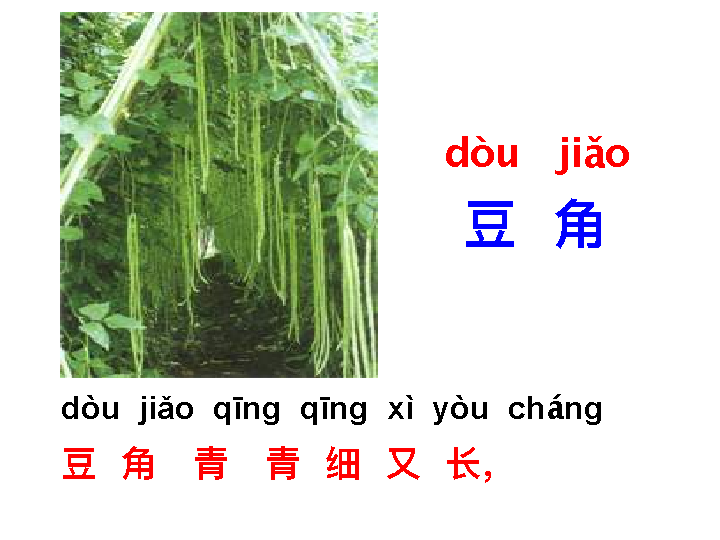 dòu jiǎo
豆 角
dòu jiǎo qīng qīng xì yòu cháng
豆 角 青 青 细 又 长,